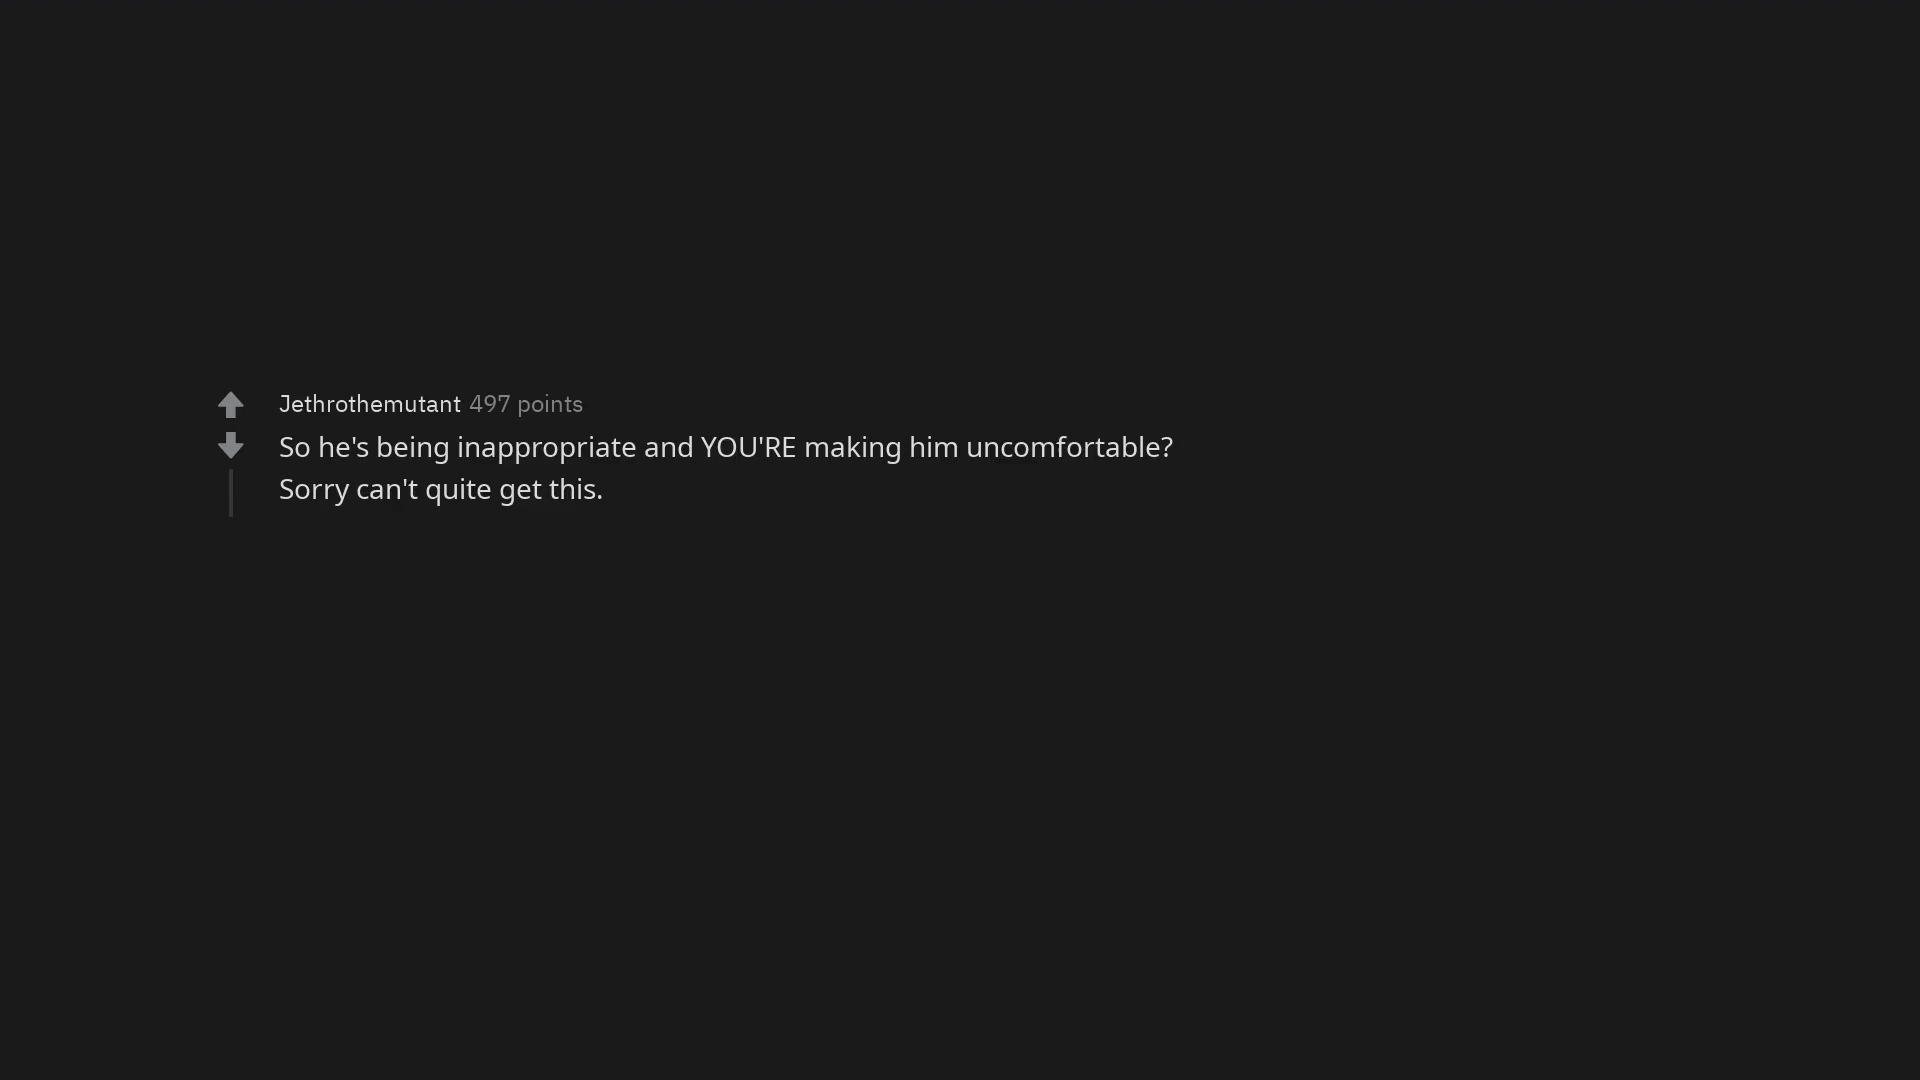 Jethrothemutant 497 points
So he's being inappropriate and YOU'RE making him uncomfortable?
Sorry can't quite get this.